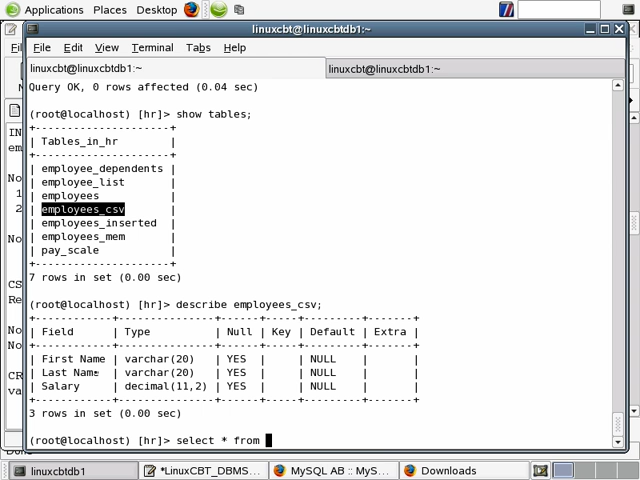 Applications Places Desktop
linuxcbt@linuxcbtdb1:~
File Edit View Terminal Tabs Help
linuxcbt@linuxcbtdb1:~ linuxcbt@linuxcbtdb1:~
Query OK, 0 rows affected (0.04 sec)
(root@localhost) [hr]> show tables;
+---------------------+
| Tables_in_hr |
+---------------------+
| employee_dependents |
| employee_list |
| employees |
| employees_csv |
| employees_inserted |
| employees_mem |
| pay_scale |
+---------------------+
7 rows in set (0.00 sec)
(root@localhost) [hr]> describe employees_csv;
+------------+---------------+------+-----+---------+-------+
| Field | Type | Null | Key | Default | Extra |
+------------+---------------+------+-----+---------+-------+
| First Name | varchar(20) | YES | | NULL | |
| Last Name | varchar(20) | YES | | NULL | |
| Salary | decimal(11,2) | YES | | NULL | |
+------------+---------------+------+-----+---------+-------+
3 rows in set (0.00 sec)
(root@localhost) [hr]> select * from
linuxcbtdb1 *LinuxCBT_DBMS... MySQL AB :: MyS... Downloads